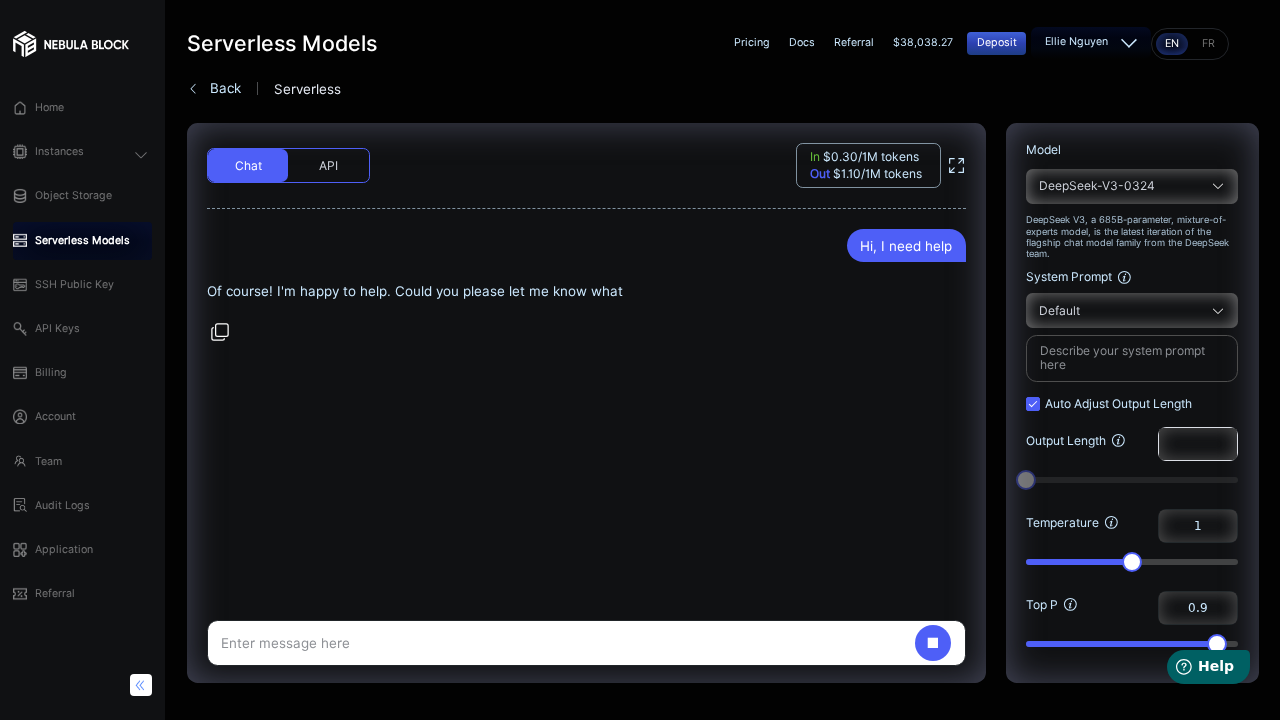 NEBULA BLOCK
Home
Instances
Object Storage
Serverless Models
SSH Public Key
API Keys
Billing
Account
Team
Audit Logs
Application
Referral
Serverless Models
Pricing
Docs
Referral
$38,038.27
Deposit
Ellie Nguyen
EN
FR
Back
Serverless
Chat
API
In $0.30/1M tokens
Out $1.10/1M tokens
Hi, I need help
Of course! I'm happy to help. Could you please let me know what
Enter message here
Model
DeepSeek-V3-0324
DeepSeek V3, a 685B-parameter, mixture-of-
experts model, is the latest iteration of the
flagship chat model family from the DeepSeek
team.
System Prompt
Default
Describe your system prompt
here
Auto Adjust Output Length
Output Length
Temperature
1
Top P
0.9
Help